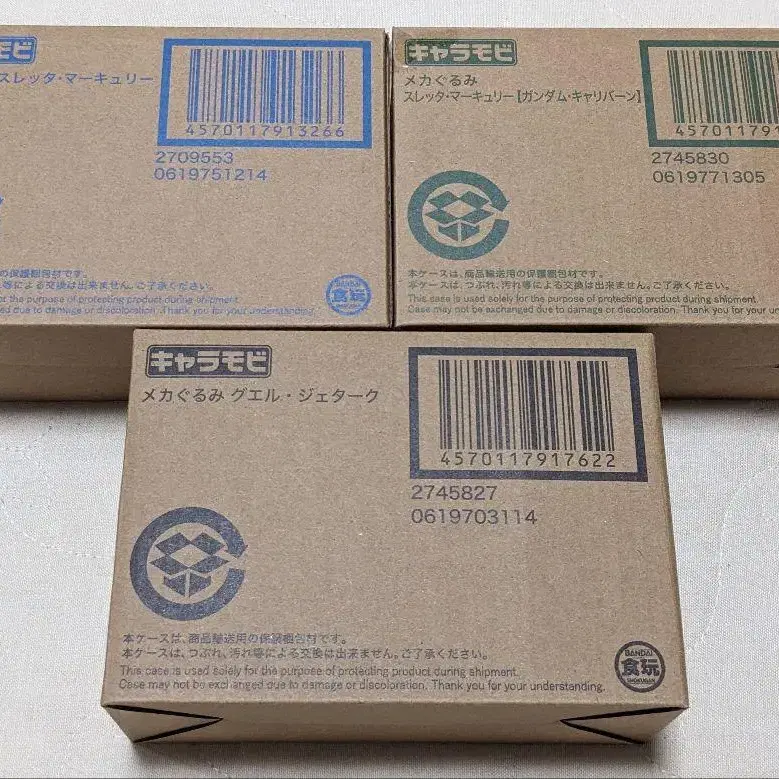 キャラモビ
スレッタ・マーキュリー
4570117913266
2709553
0619751214
の保護梱包材です。
等による交換は出来ません。ご了承ください。
for the purpose of protecting product during shipment.
ed due to damage or discoloration. Thank you for your understanding.
BANDAI
食玩
キャラモビ
メカぐるみ
スレッタ・マーキュリー【ガンダム・キャリバーン】
457011791
2745830
0619771305
本ケースは、商品輸送用の保護梱包材です。
本ケースは、つぶれ、汚れ等による交換は出来ません。ご了承ください。
This case is used solely for the purpose of protecting product during shipment.
Case may not be exchanged due to damage or discoloration. Thank you for your un
キャラモビ
メカぐるみ グエル・ジェターク
4570117917622
2745827
0619703114
本ケースは、商品輸送用の保護梱包材です。
本ケースは、つぶれ、汚れ等による交換は出来ません。ご了承ください。
This case is used solely for the purpose of protecting product during shipment.
Case may not be exchanged due to damage or discoloration. Thank you for your understanding.
BANDAI
食玩
SHOKUGAN